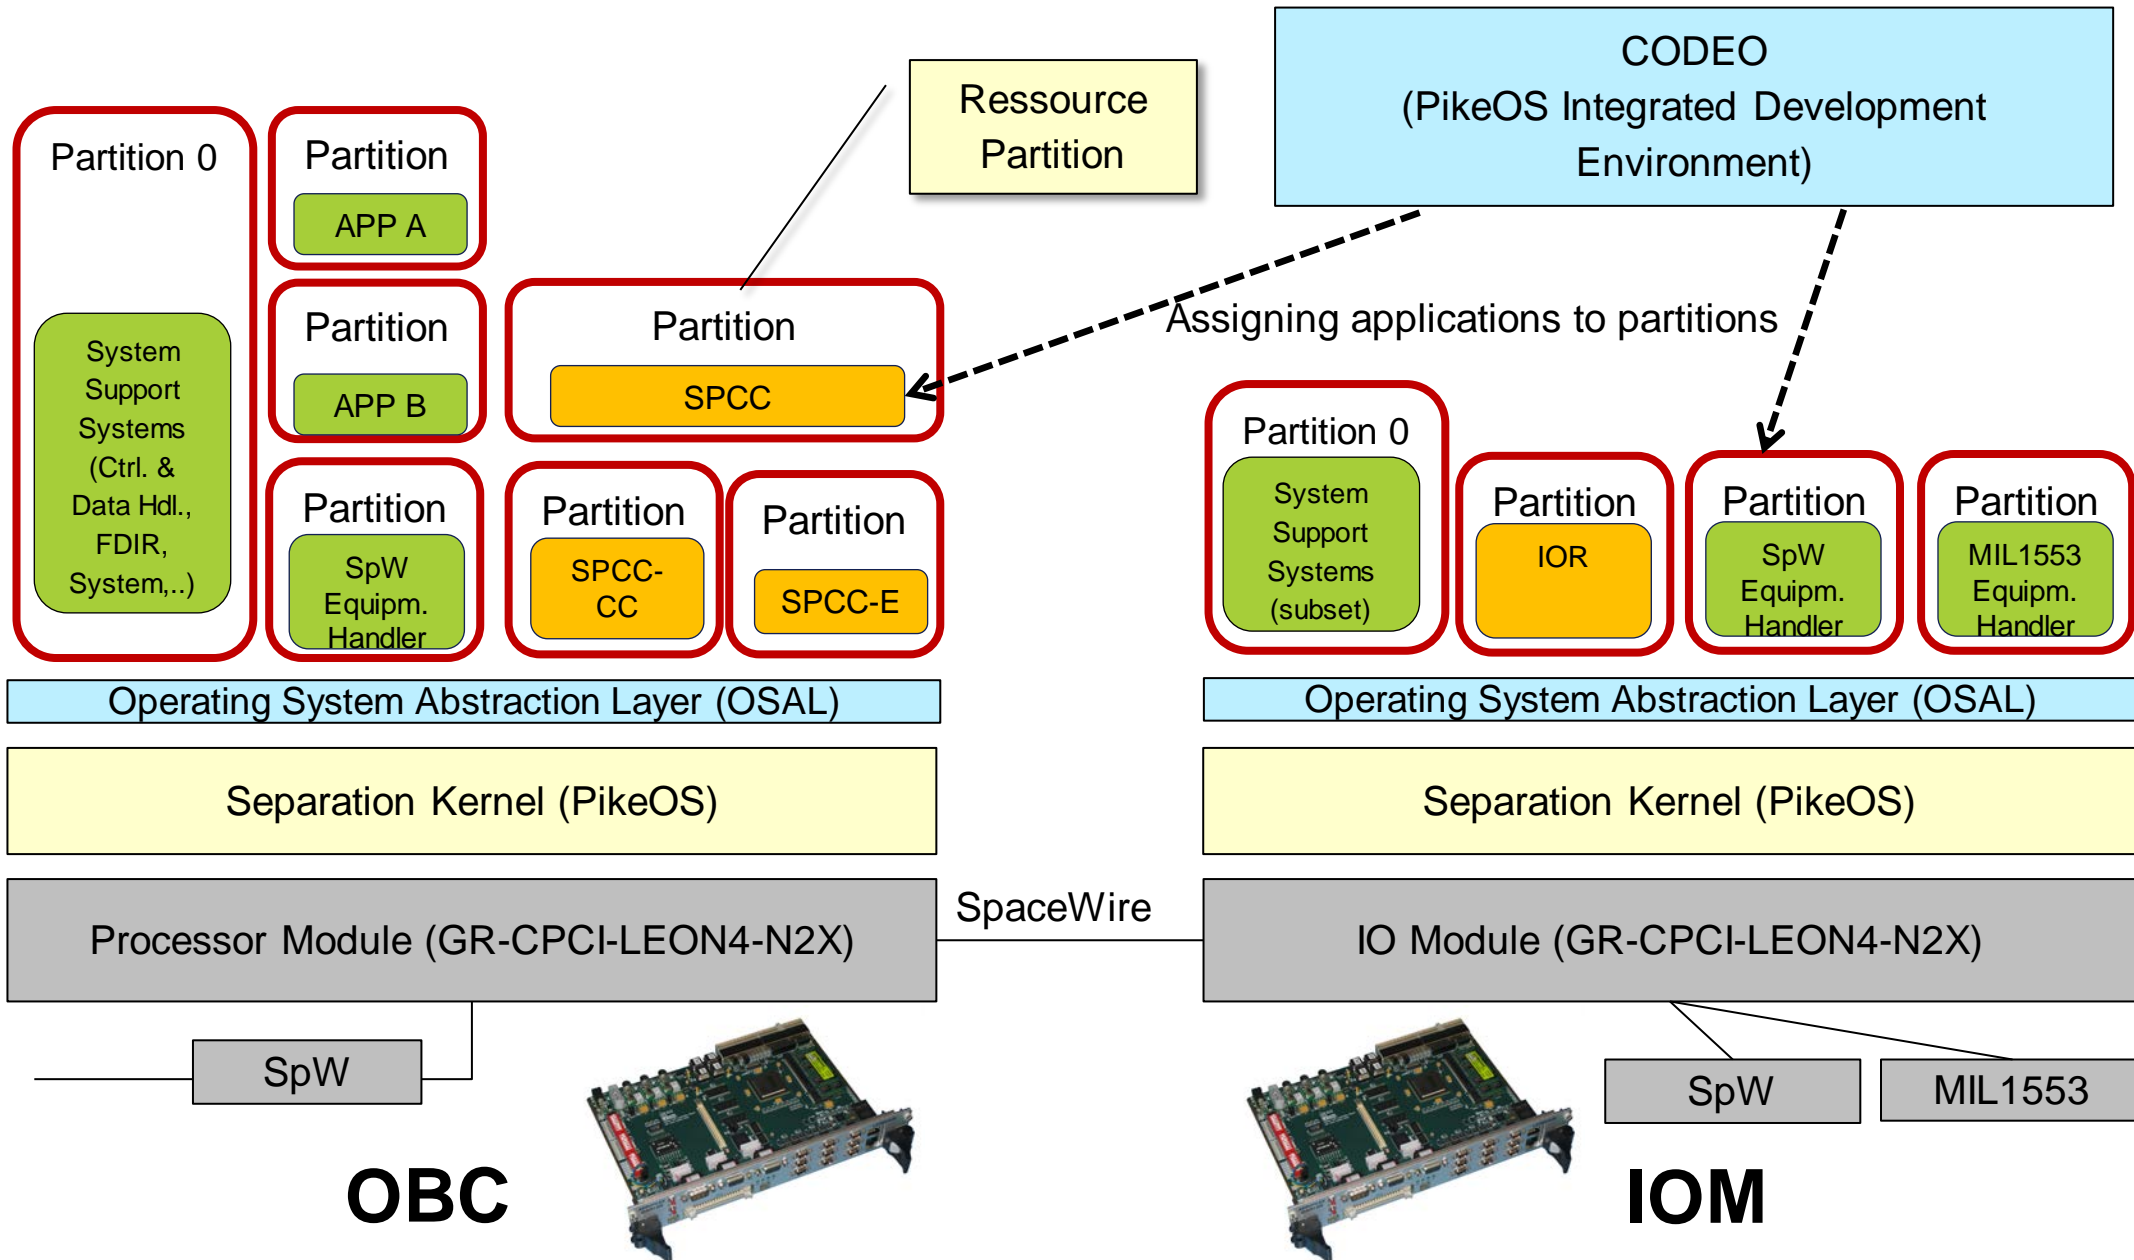 CODEO
(PikeOS Integrated Development
Environment)
Ressource
Partition
Partition 0
System
Support
Systems
(Ctrl. &
Data Hdl.,
FDIR,
System,..)
Partition
APP A
Partition
APP B
Partition
SPCC
Assigning applications to partitions
Partition
SpW
Equipm.
Handler
Partition
SPCC-
CC
Partition
SPCC-E
Partition 0
System
Support
Systems
(subset)
Partition
IOR
Partition
SpW
Equipm.
Handler
Partition
MIL1553
Equipm.
Handler
Operating System Abstraction Layer (OSAL)
Operating System Abstraction Layer (OSAL)
Separation Kernel (PikeOS)
Separation Kernel (PikeOS)
Processor Module (GR-CPCI-LEON4-N2X)
SpaceWire
IO Module (GR-CPCI-LEON4-N2X)
SpW
SpW
MIL1553
OBC
IOM